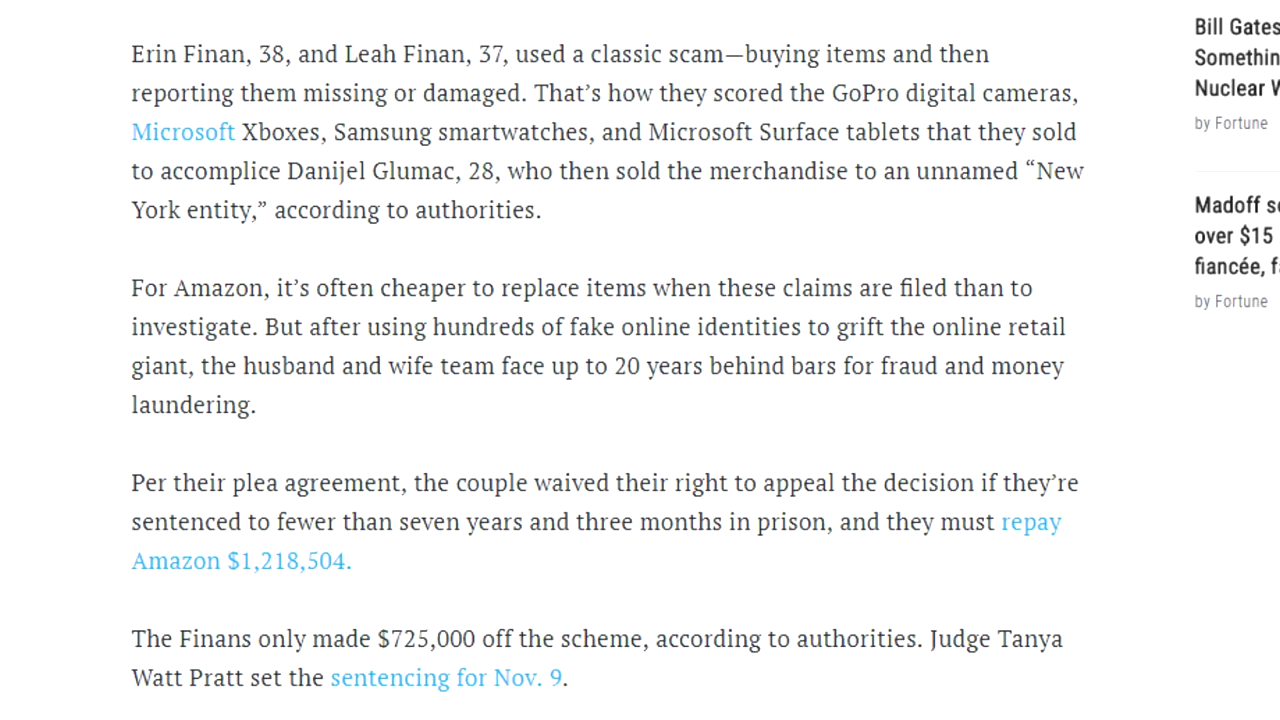 Erin Finan, 38, and Leah Finan, 37, used a classic scam—buying items and then
reporting them missing or damaged. That’s how they scored the GoPro digital cameras,
Microsoft Xboxes, Samsung smartwatches, and Microsoft Surface tablets that they sold
to accomplice Danijel Glumac, 28, who then sold the merchandise to an unnamed “New
York entity,” according to authorities.
For Amazon, it’s often cheaper to replace items when these claims are filed than to
investigate. But after using hundreds of fake online identities to grift the online retail
giant, the husband and wife team face up to 20 years behind bars for fraud and money
laundering.
Per their plea agreement, the couple waived their right to appeal the decision if they’re
sentenced to fewer than seven years and three months in prison, and they must repay
Amazon $1,218,504.
The Finans only made $725,000 off the scheme, according to authorities. Judge Tanya
Watt Pratt set the sentencing for Nov. 9.
Bill Gates
Somethin
Nuclear W
by Fortune
Madoff s
over $15
fiancée, f
by Fortune